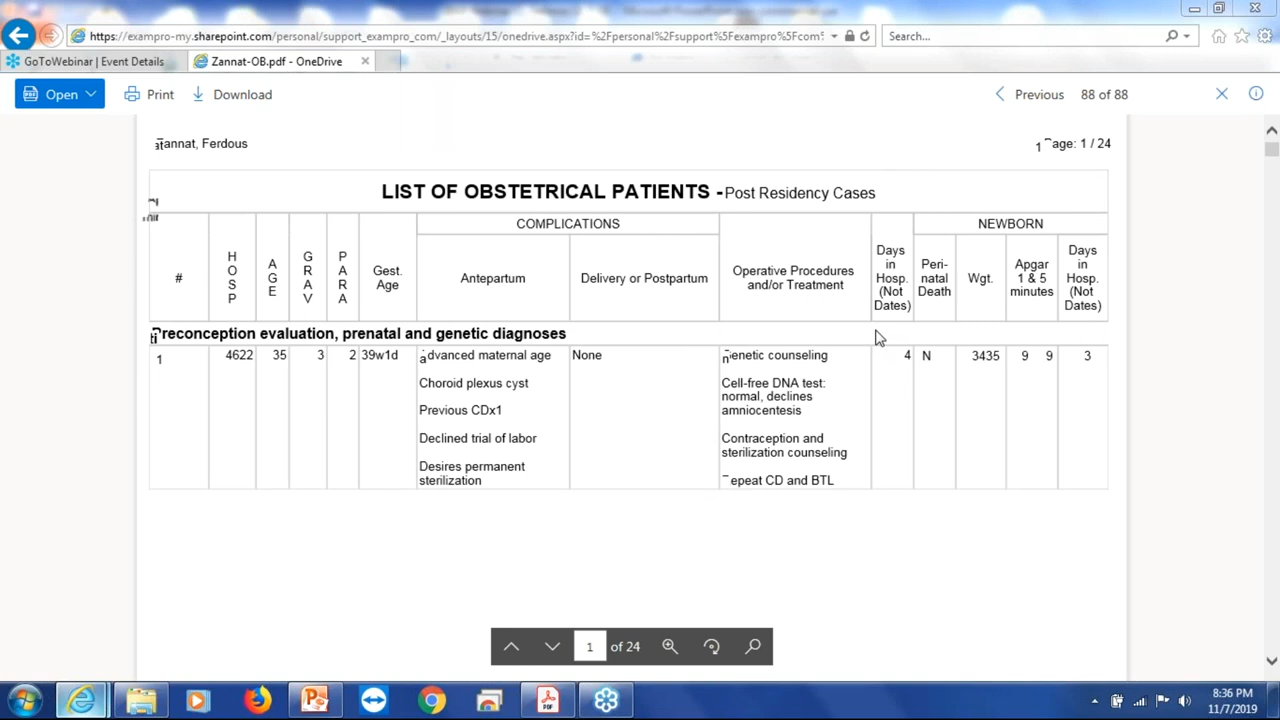 https://exampro-my.sharepoint.com/personal/support_exampro_com/_layouts/15/onedrive.aspx?id=%2Fpersonal%2Fsupport%5Fexampro%5Fcom%
Search...
GoToWebinar | Event Details
Zannat-OB.pdf - OneDrive
Open
Print
Download
Previous
88 of 88
annat, Ferdous
age: 1 / 24
LIST OF OBSTETRICAL PATIENTS - Post Residency Cases
COMPLICATIONS
NEWBORN
#
HOSP
AGE
GRAV
PARA
Gest.
Age
Antepartum
Delivery or Postpartum
Operative Procedures
and/or Treatment
Days
in
Hosp.
(Not
Dates)
Peri-
natal
Death
Wgt.
Apgar
1 & 5
minutes
Days
in
Hosp.
(Not
Dates)
reconception evaluation, prenatal and genetic diagnoses
1
4622
35
3
2
39w1d
dvanced maternal age
Choroid plexus cyst
Previous CDx1
Declined trial of labor
Desires permanent
sterilization
None
enetic counseling
Cell-free DNA test:
normal, declines
amniocentesis
Contraception and
sterilization counseling
epeat CD and BTL
4
N
3435
9 9
3
1 of 24
8:36 PM
11/7/2019